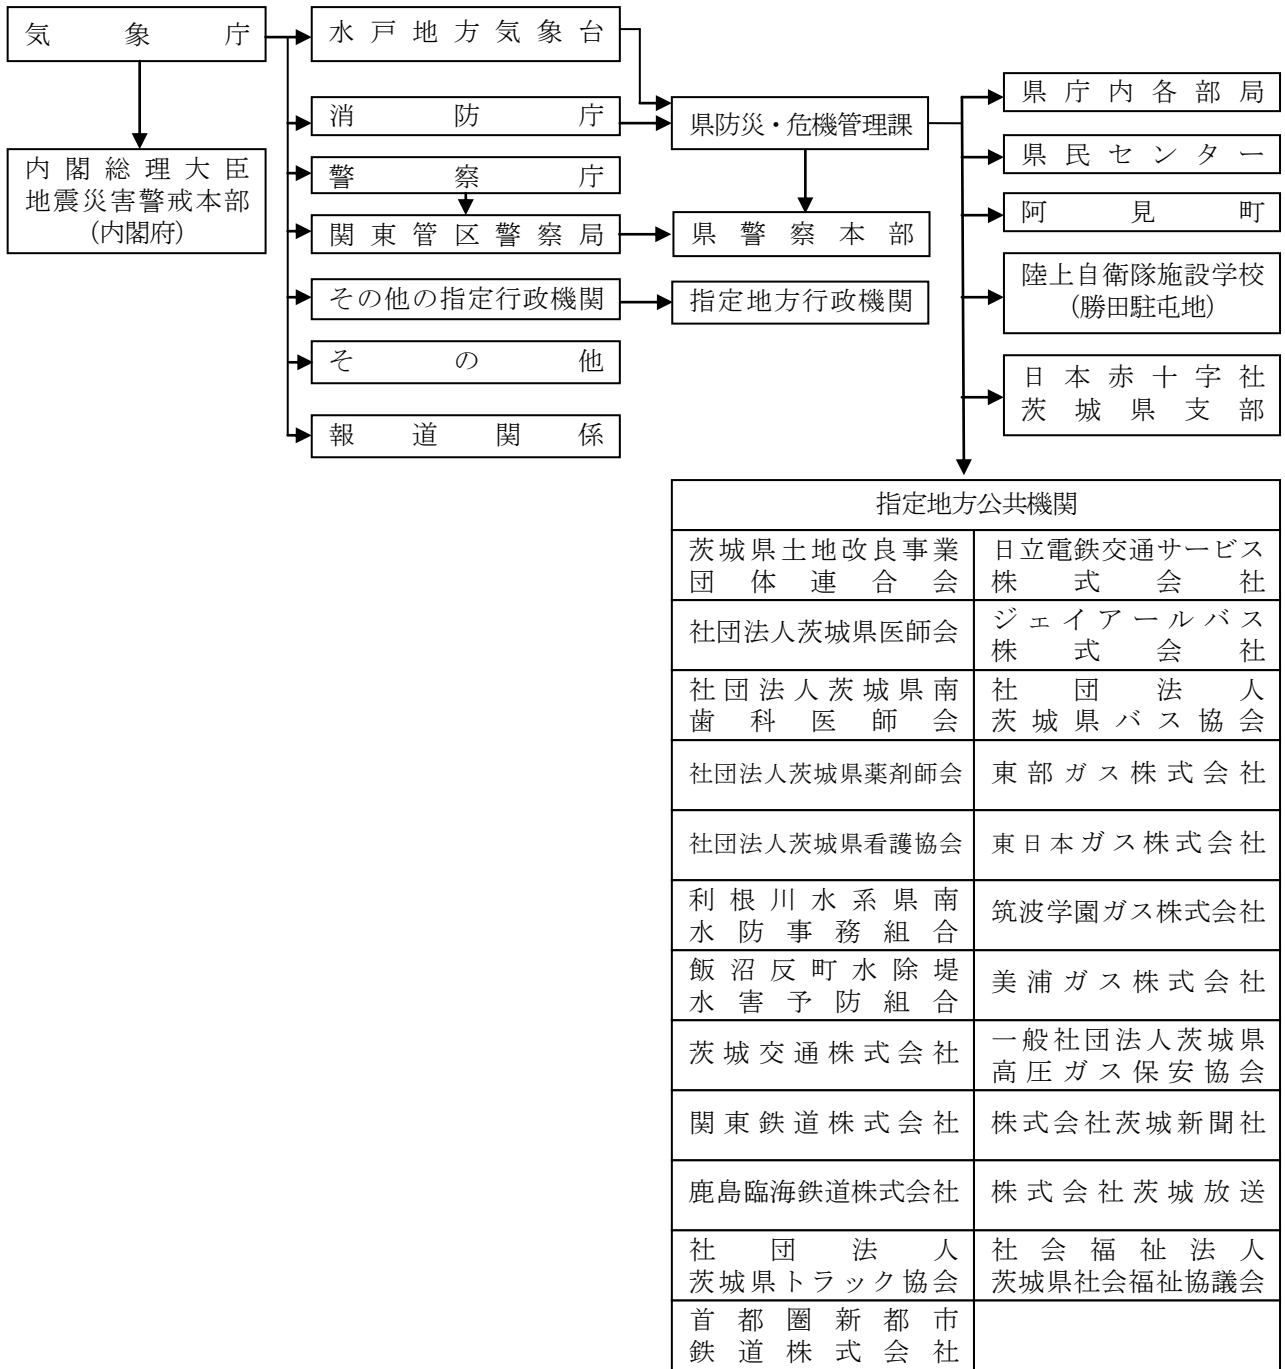 気象庁
内閣総理大臣
地震災害警戒本部
(内閣府)
水戸地方気象台
消防庁
警察庁
関東管区警察局
その他の指定行政機関
その他
報道関係
県防災・危機管理課
県警察本部
指定地方行政機関
県庁内各部局
県民センター
阿見町
陸上自衛隊施設学校
(勝田駐屯地)
日本赤十字社
茨城県支部
指定地方公共機関
茨城県土地改良事業
団体連合会
日立電鉄交通サービス
株式会社
社団法人茨城県医師会
ジェイアールバス
株式会社
社団法人茨城県南
歯科医師会
社団法人
茨城県バス協会
社団法人茨城県薬剤師会
東部ガス株式会社
社団法人茨城県看護協会
東日本ガス株式会社
利根川水系県南
水防事務組合
筑波学園ガス株式会社
飯沼反町水除堤
水害予防組合
美浦ガス株式会社
茨城交通株式会社
一般社団法人茨城県
高圧ガス保安協会
関東鉄道株式会社
株式会社茨城新聞社
鹿島臨海鉄道株式会社
株式会社茨城放送
社団法人
茨城県トラック協会
社会福祉法人
茨城県社会福祉協議会
首都圏新都市
鉄道株式会社